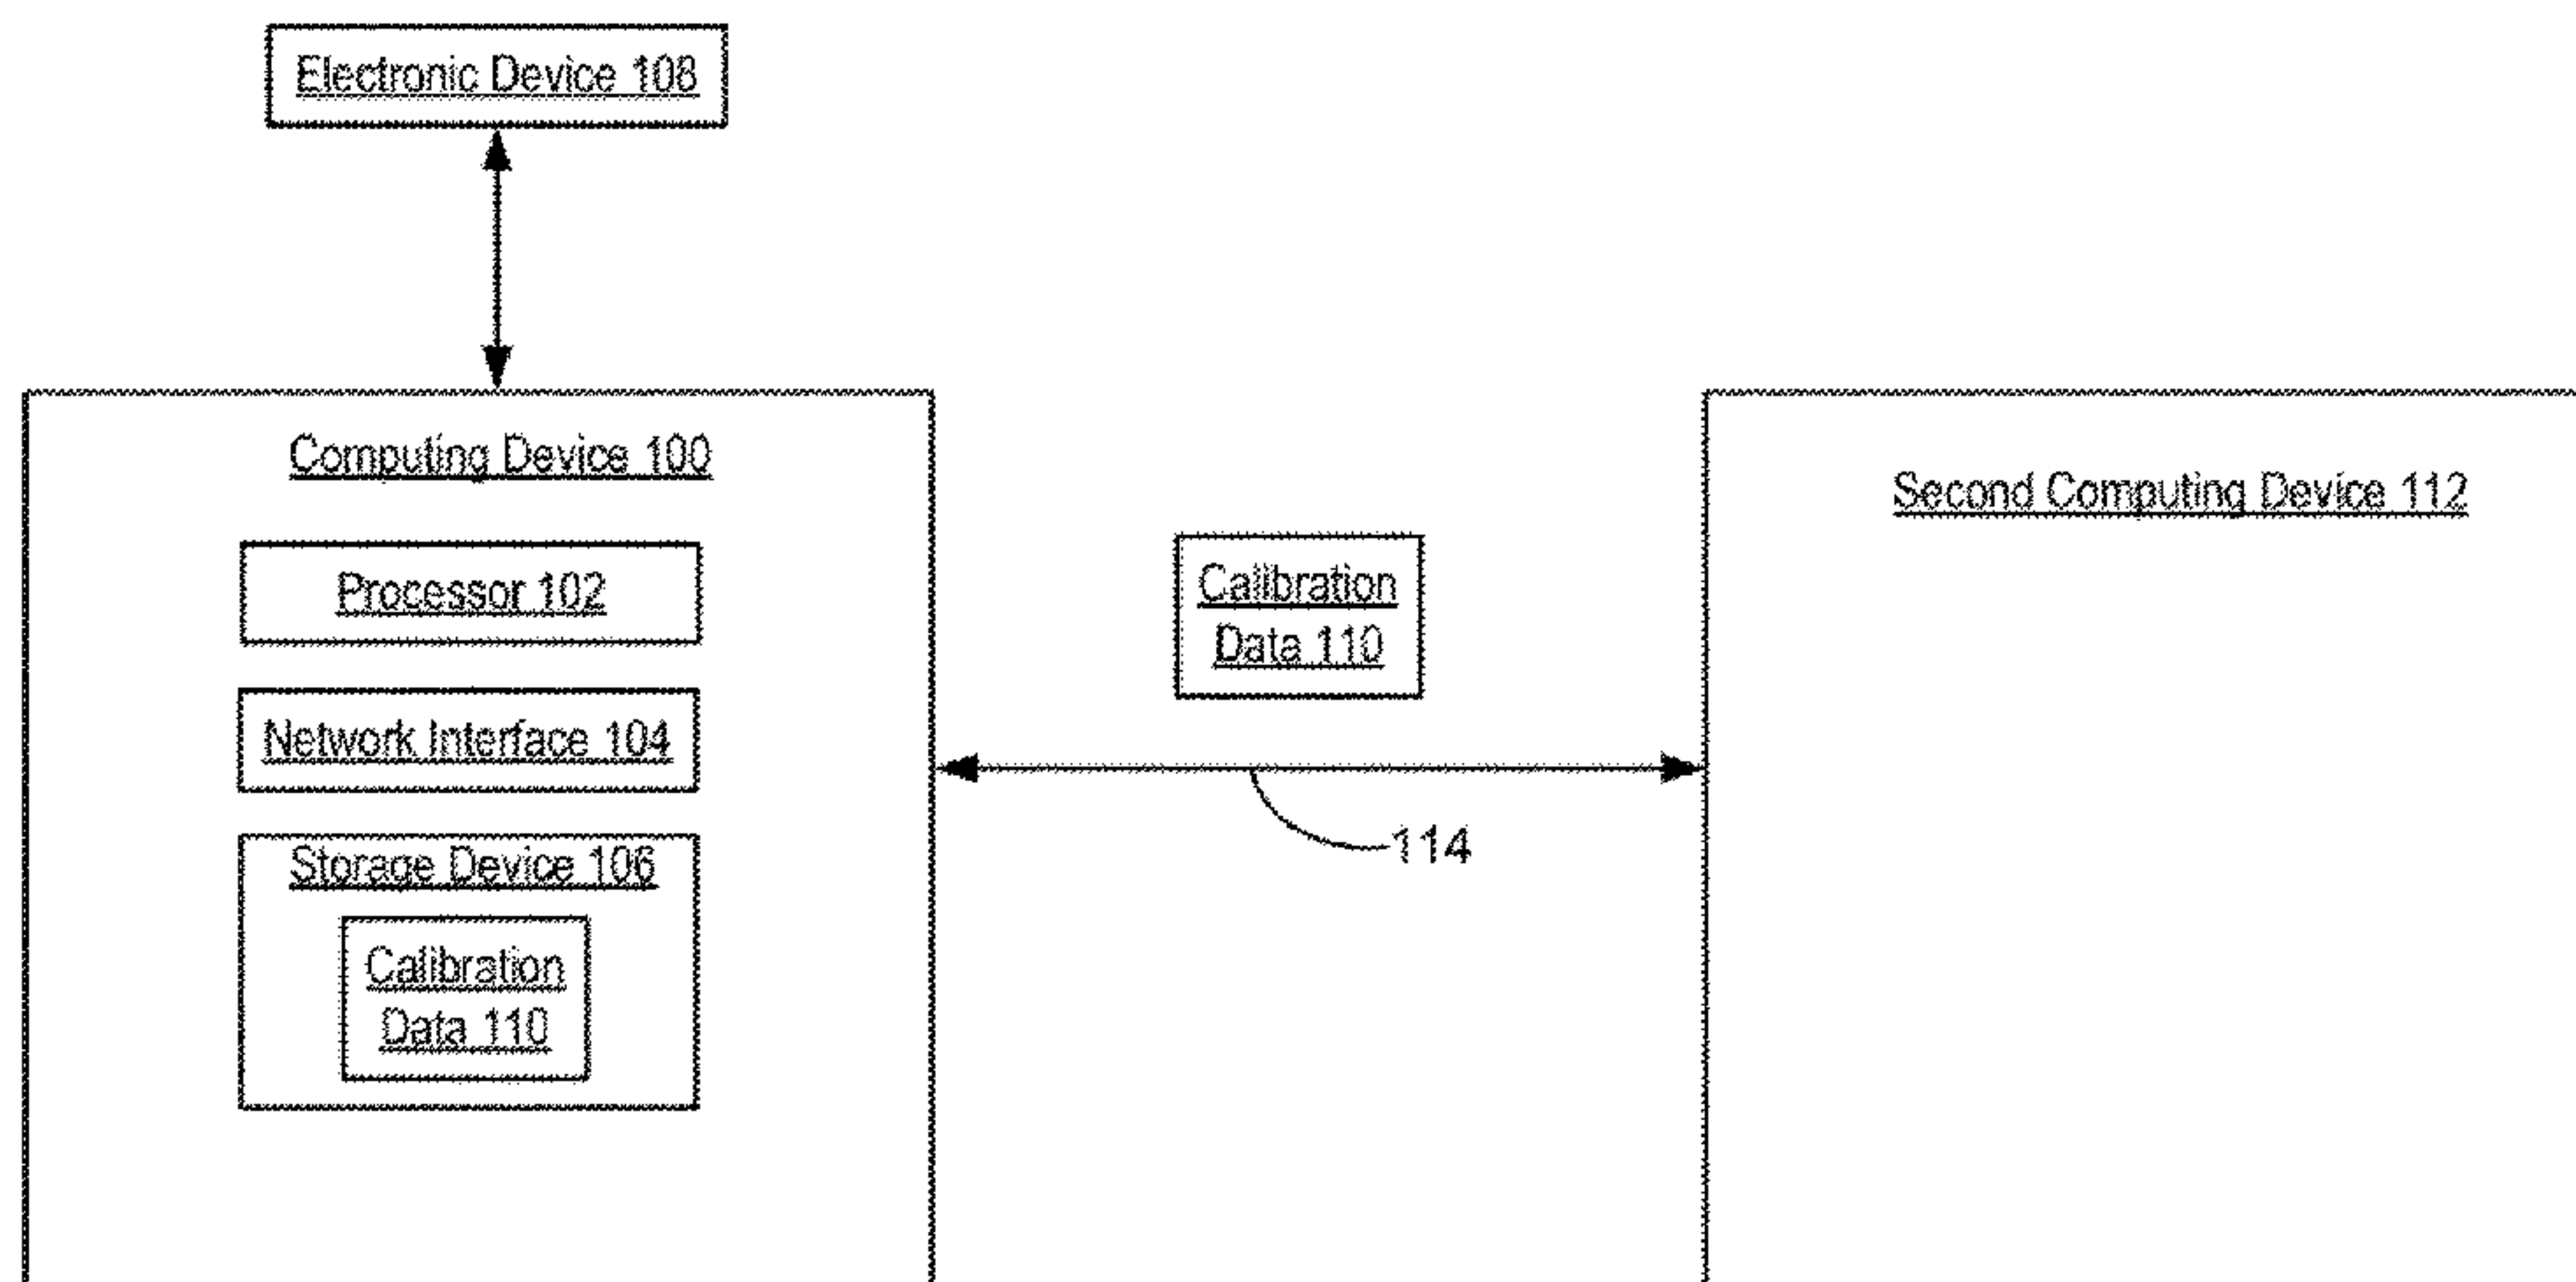 Electronic Device 108
Computing Device 100
Processor 102
Network Interface 104
Storage Device 106
Calibration
Data 110
Calibration
Data 110
114
Second Computing Device 112